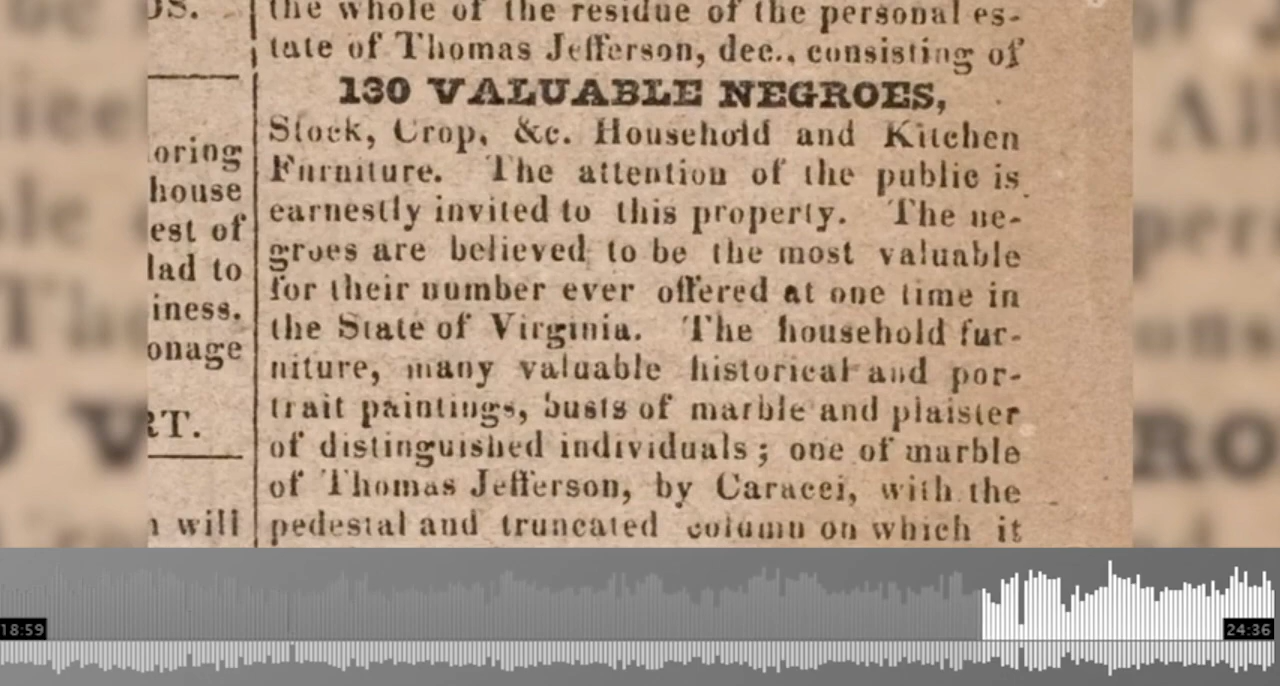 OS.
oring
house
est of
lad to
iness.
onage
RT.
n will
the whole of the residue of the personal es-
tate of Thomas Jefferson, dec., consisting of
130 VALUABLE NEGROES,
Stock, Crop, &c. Household and Kitchen
Furniture. The attention of the public is
earnestly invited to this property. The ne-
groes are believed to be the most valuable
for their number ever offered at one time in
the State of Virginia. The household fur-
niture, many valuable historical and por-
trait paintings, busts of marble and plaister
of distinguished individuals; one of marble
of Thomas Jefferson, by Caracci, with the
pedestal and truncated column on which it
18:59
24:36